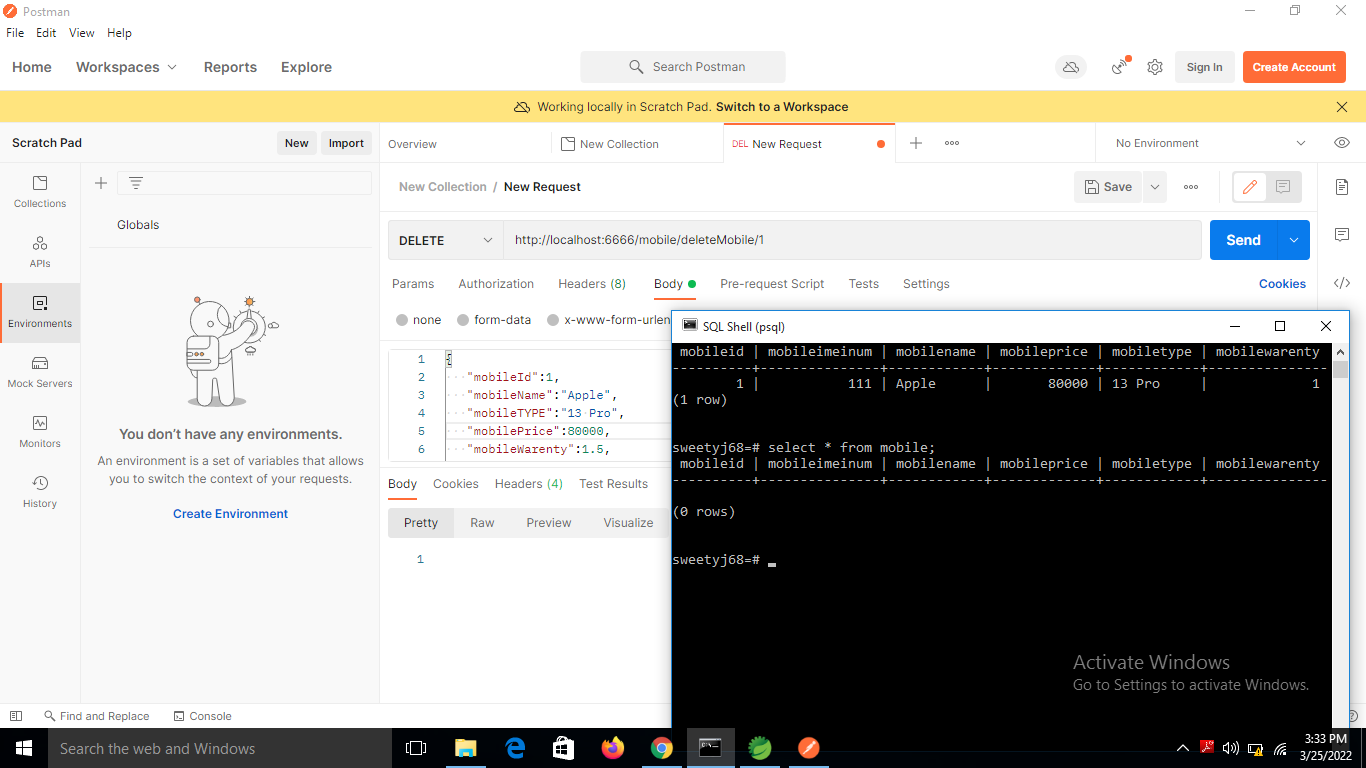 Postman
File Edit View Help
Home Workspaces Reports Explore Search Postman Sign In Create Account
Working locally in Scratch Pad. Switch to a Workspace
Scratch Pad New Import Overview New Collection DEL New Request No Environment
Collections
APIs
Environments
Mock Servers
Monitors
History
Globals
You don't have any environments.
An environment is a set of variables that allows
you to switch the context of your requests.
Create Environment
New Collection / New Request Save
DELETE http://localhost:6666/mobile/deleteMobile/1 Send
Params Authorization Headers (8) Body Pre-request Script Tests Settings Cookies
none form-data x-www-form-urlen
1 {
2 "mobileId":1,
3 "mobileName":"Apple",
4 "mobileTYPE":"13 Pro",
5 "mobilePrice":80000,
6 "mobileWarenty":1.5,
Body Cookies Headers (4) Test Results
Pretty Raw Preview Visualize
1
SQL Shell (psql)
mobileid | mobileimeinum | mobilename | mobileprice | mobiletype | mobilewarenty
----------+---------------+------------+-------------+------------+---------------
1 | 111 | Apple | 80000 | 13 Pro | 1
(1 row)
sweetyj68=# select * from mobile;
mobileid | mobileimeinum | mobilename | mobileprice | mobiletype | mobilewarenty
----------+---------------+------------+-------------+------------+---------------
(0 rows)
sweetyj68=#
Activate Windows
Go to Settings to activate Windows.
Find and Replace Console
Search the web and Windows
3:33 PM
3/25/2022